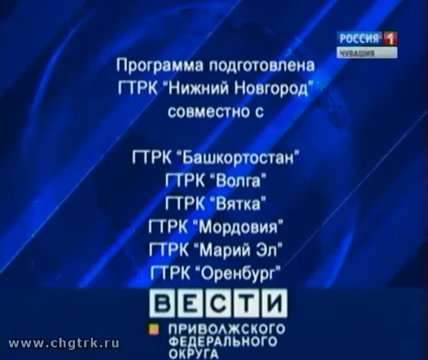 РОССИЯ 1
ЧУВАШИЯ
Программа подготовлена
ГТРК "Нижний Новгород"
совместно с
ГТРК "Башкортостан"
ГТРК "Волга"
ГТРК "Вятка"
ГТРК "Мордовия"
ГТРК "Марий Эл"
ГТРК "Оренбург"
ВЕСТИ
ПРИВОЛЖСКОГО
ФЕДЕРАЛЬНОГО
ОКРУГА
www.chgtrk.ru